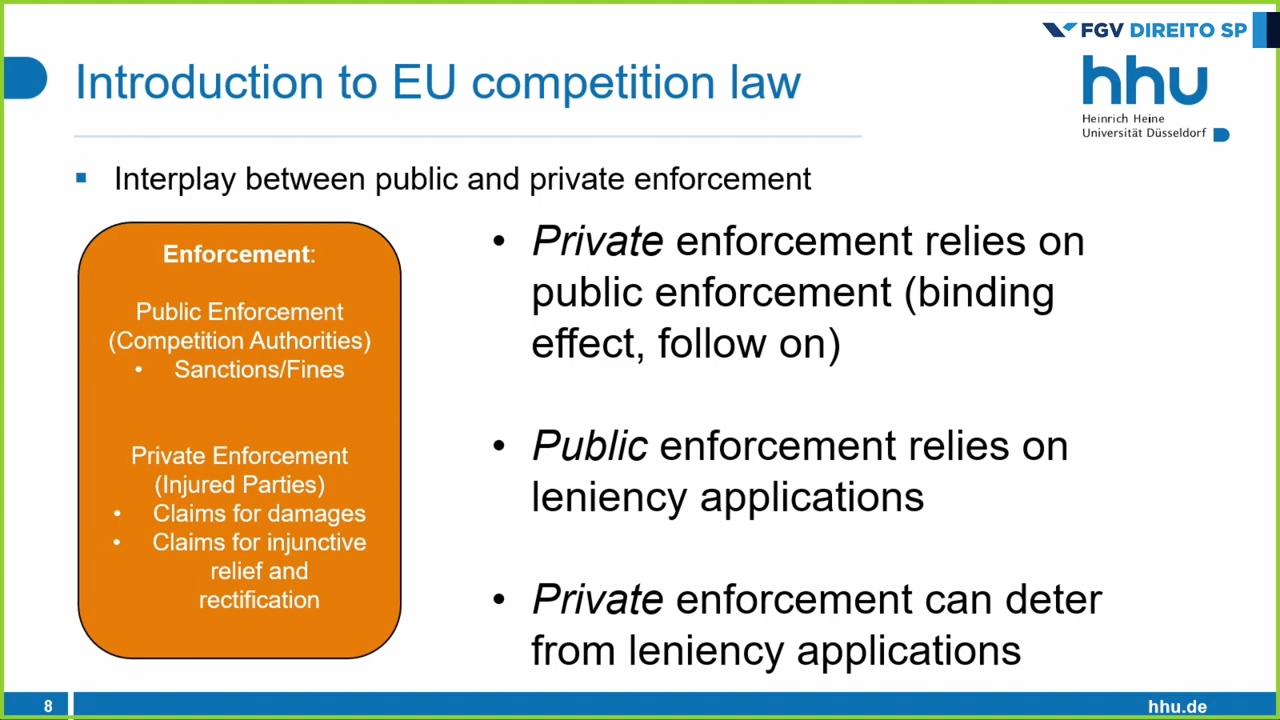 FGV DIREITO SP
Introduction to EU competition law
hhu
Heinrich Heine
Universität Düsseldorf
▪ Interplay between public and private enforcement
Enforcement:
Public Enforcement
(Competition Authorities)
• Sanctions/Fines
Private Enforcement
(Injured Parties)
• Claims for damages
• Claims for injunctive
relief and
rectification
• Private enforcement relies on
public enforcement (binding
effect, follow on)
• Public enforcement relies on
leniency applications
• Private enforcement can deter
from leniency applications
8
hhu.de